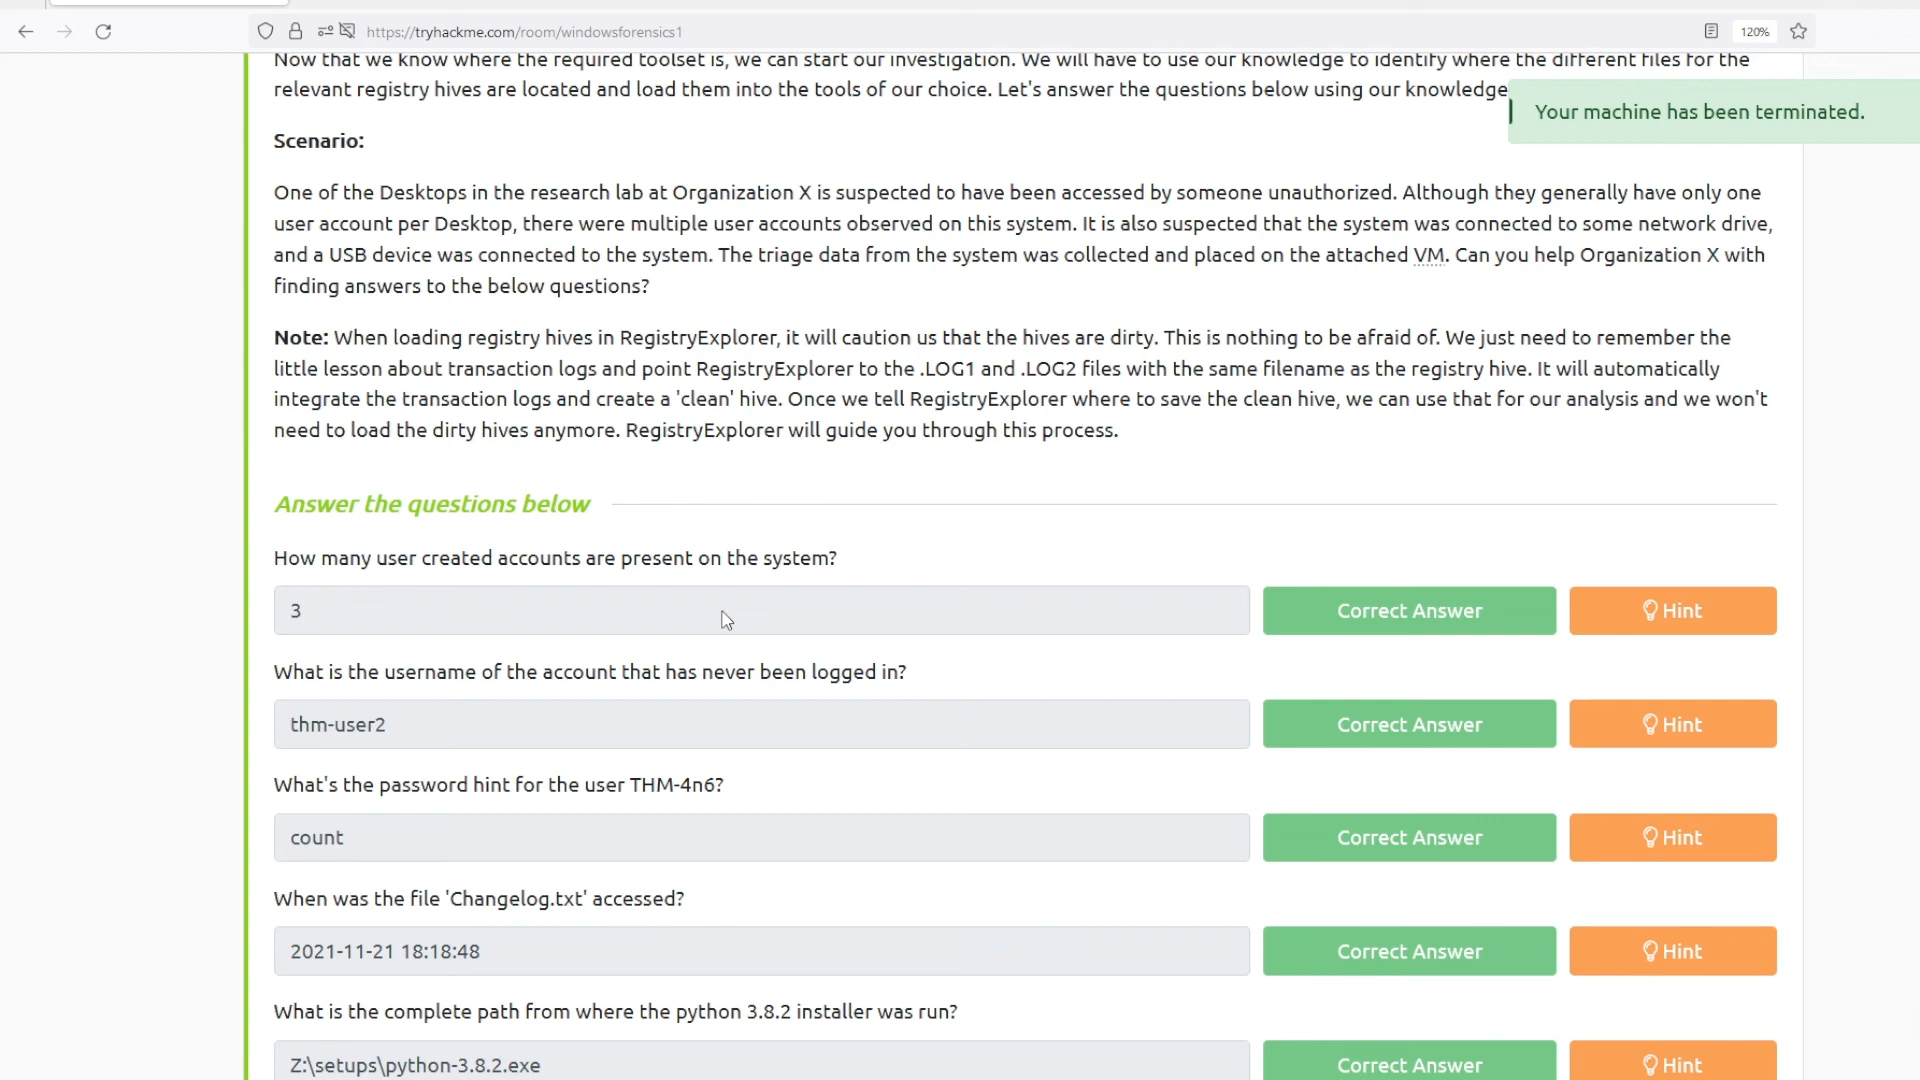 https://tryhackme.com/room/windowsforensics1
120%
Now that we know where the required toolset is, we can start our investigation. We will have to use our knowledge to identify where the different files for the
relevant registry hives are located and load them into the tools of our choice. Let's answer the questions below using our knowledge
Your machine has been terminated.
Scenario:
One of the Desktops in the research lab at Organization X is suspected to have been accessed by someone unauthorized. Although they generally have only one
user account per Desktop, there were multiple user accounts observed on this system. It is also suspected that the system was connected to some network drive,
and a USB device was connected to the system. The triage data from the system was collected and placed on the attached VM. Can you help Organization X with
finding answers to the below questions?
Note: When loading registry hives in RegistryExplorer, it will caution us that the hives are dirty. This is nothing to be afraid of. We just need to remember the
little lesson about transaction logs and point RegistryExplorer to the .LOG1 and .LOG2 files with the same filename as the registry hive. It will automatically
integrate the transaction logs and create a 'clean' hive. Once we tell RegistryExplorer where to save the clean hive, we can use that for our analysis and we won't
need to load the dirty hives anymore. RegistryExplorer will guide you through this process.
Answer the questions below
How many user created accounts are present on the system?
3
Correct Answer
Hint
What is the username of the account that has never been logged in?
thm-user2
Correct Answer
Hint
What's the password hint for the user THM-4n6?
count
Correct Answer
Hint
When was the file 'Changelog.txt' accessed?
2021-11-21 18:18:48
Correct Answer
Hint
What is the complete path from where the python 3.8.2 installer was run?
Z:\setups\python-3.8.2.exe
Correct Answer
Hint